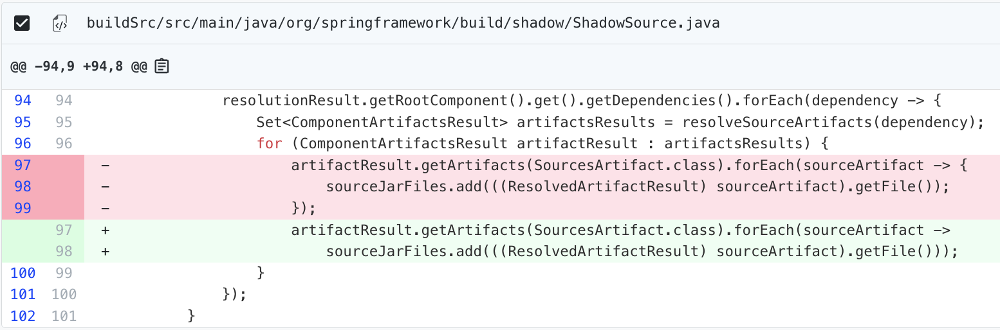 buildSrc/src/main/java/org/springframework/build/shadow/ShadowSource.java
@@ -94,9 +94,8 @@
94 94 resolutionResult.getRootComponent().get().getDependencies().forEach(dependency -> {
95 95 Set<ComponentArtifactsResult> artifactsResults = resolveSourceArtifacts(dependency);
96 96 for (ComponentArtifactsResult artifactResult : artifactsResults) {
97 - artifactResult.getArtifacts(SourcesArtifact.class).forEach(sourceArtifact -> {
98 - sourceJarFiles.add(((ResolvedArtifactResult) sourceArtifact).getFile());
99 - });
97 + artifactResult.getArtifacts(SourcesArtifact.class).forEach(sourceArtifact ->
98 + sourceJarFiles.add(((ResolvedArtifactResult) sourceArtifact).getFile()));
100 99 }
101 100 });
102 101 }